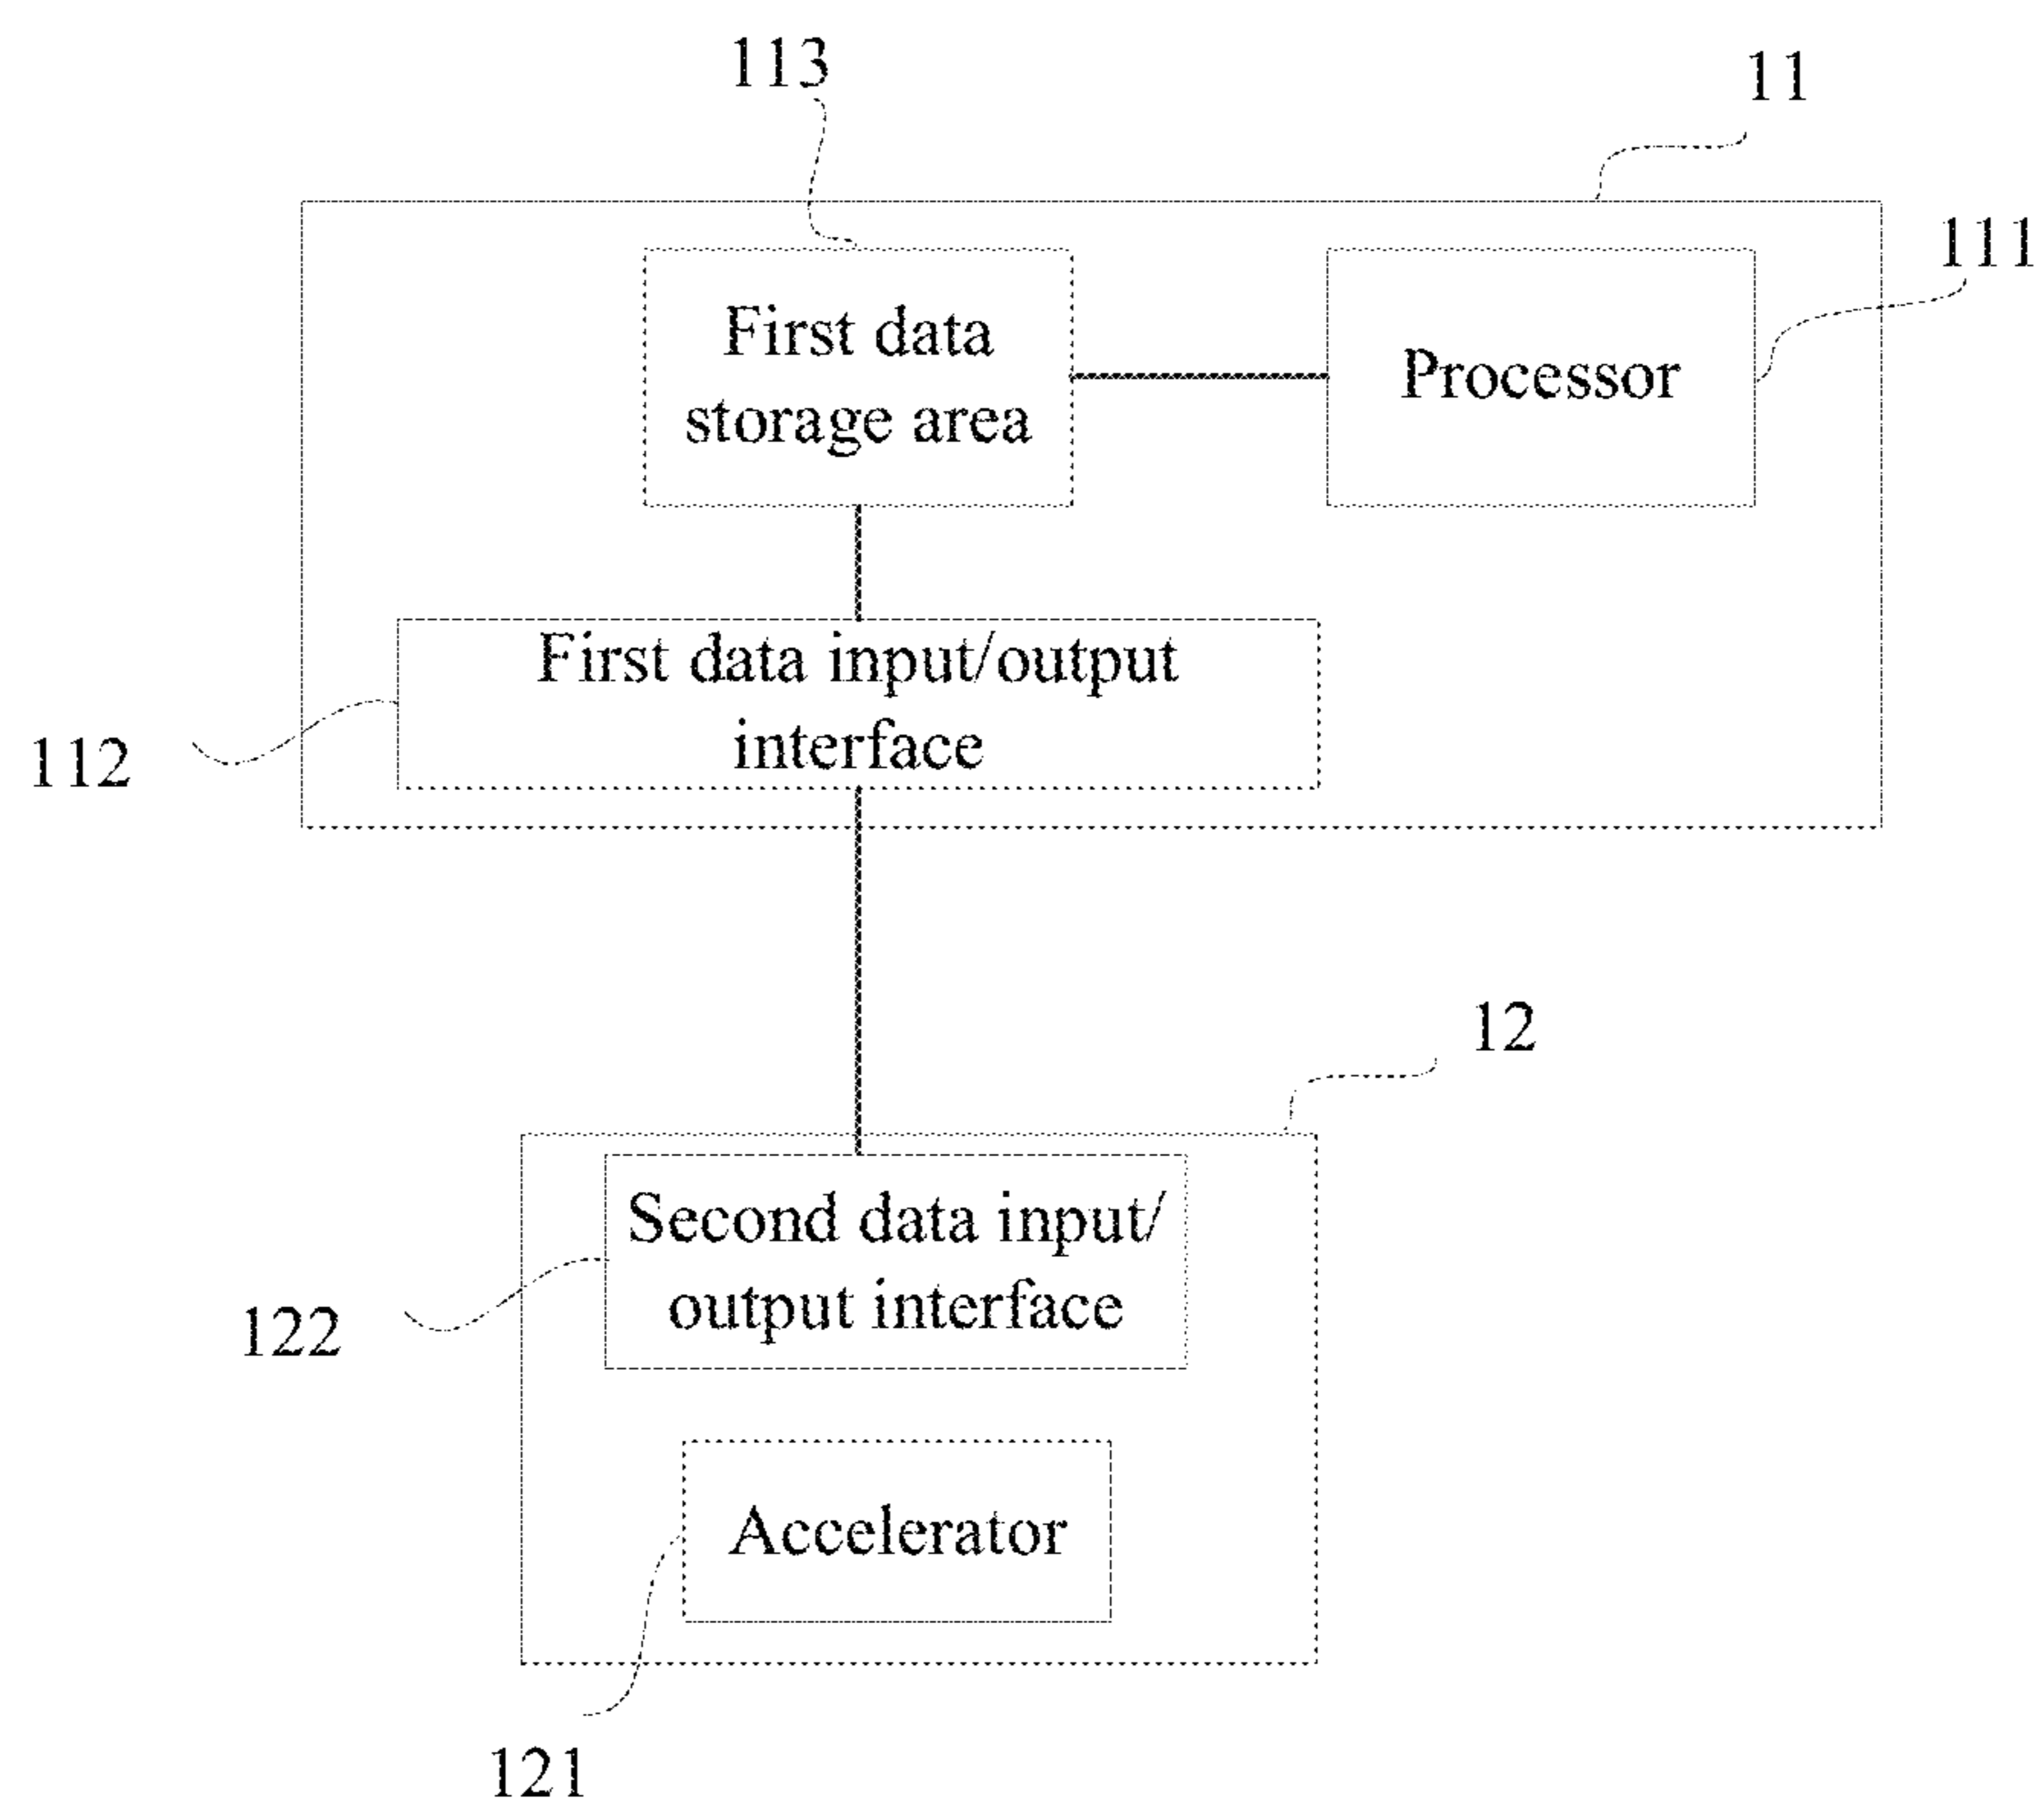 113
11
111
First data
storage area
Processor
First data input/output
interface
112
12
Second data input/
output interface
122
Accelerator
121